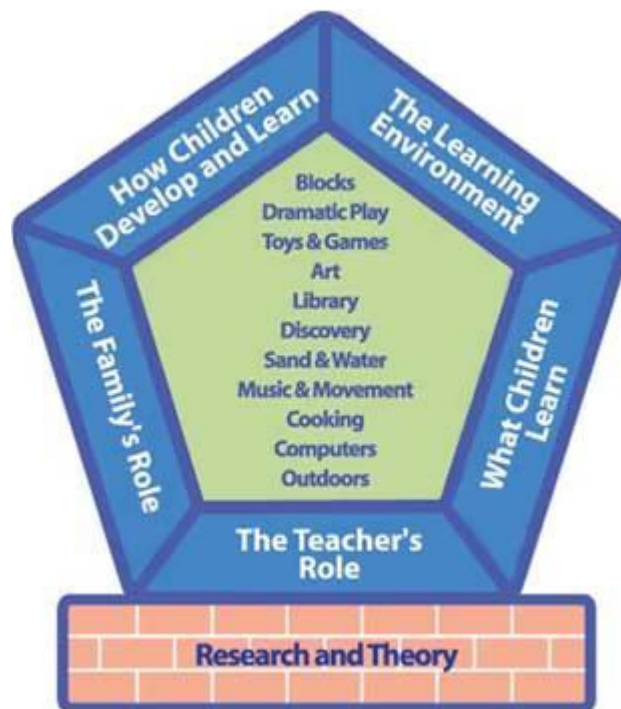 How Children
Develop and Learn
The Learning
Environment
Blocks
Dramatic Play
Toys & Games
Art
Library
Discovery
Sand & Water
Music & Movement
Cooking
Computers
Outdoors
The Family's Role
What Children
Learn
The Teacher's
Role
Research and Theory